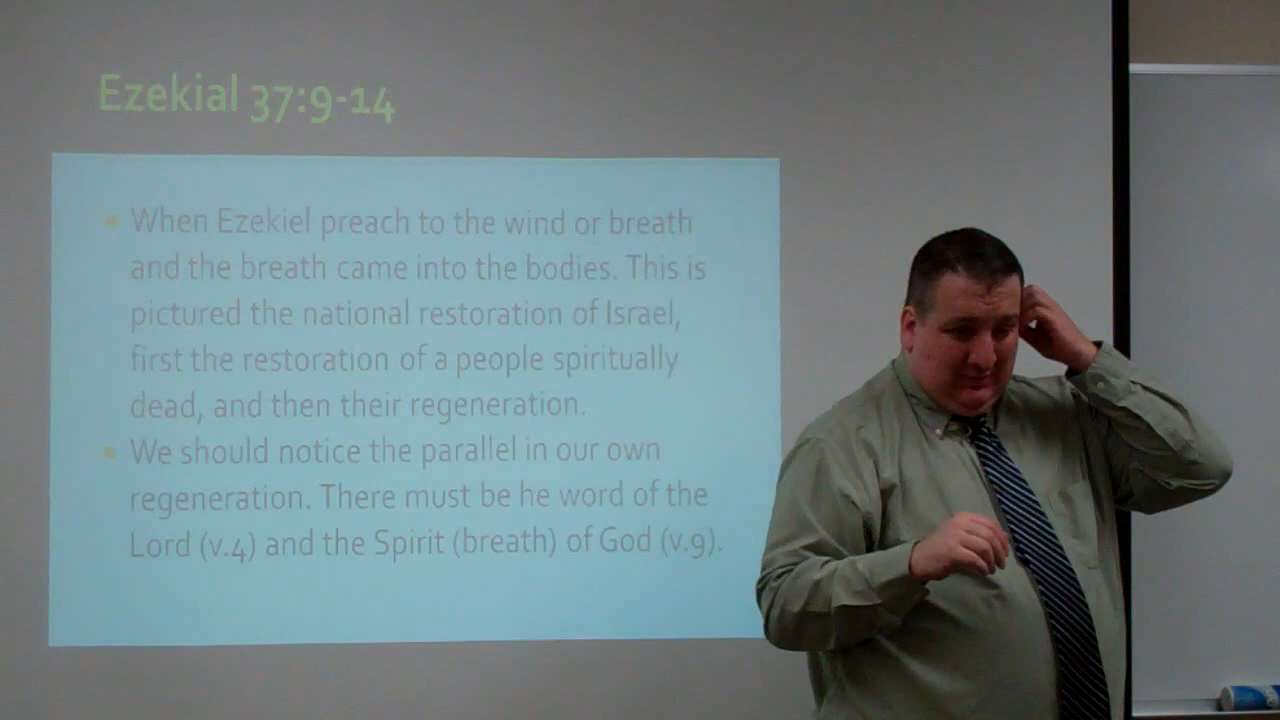 Ezekial 37:9-14
When Ezekiel preach to the wind or breath
and the breath came into the bodies. This is
pictured the national restoration of Israel,
first the restoration of a people spiritually
dead, and then their regeneration.
We should notice the parallel in our own
regeneration. There must be he word of the
Lord (v.4) and the Spirit (breath) of God (v.9).